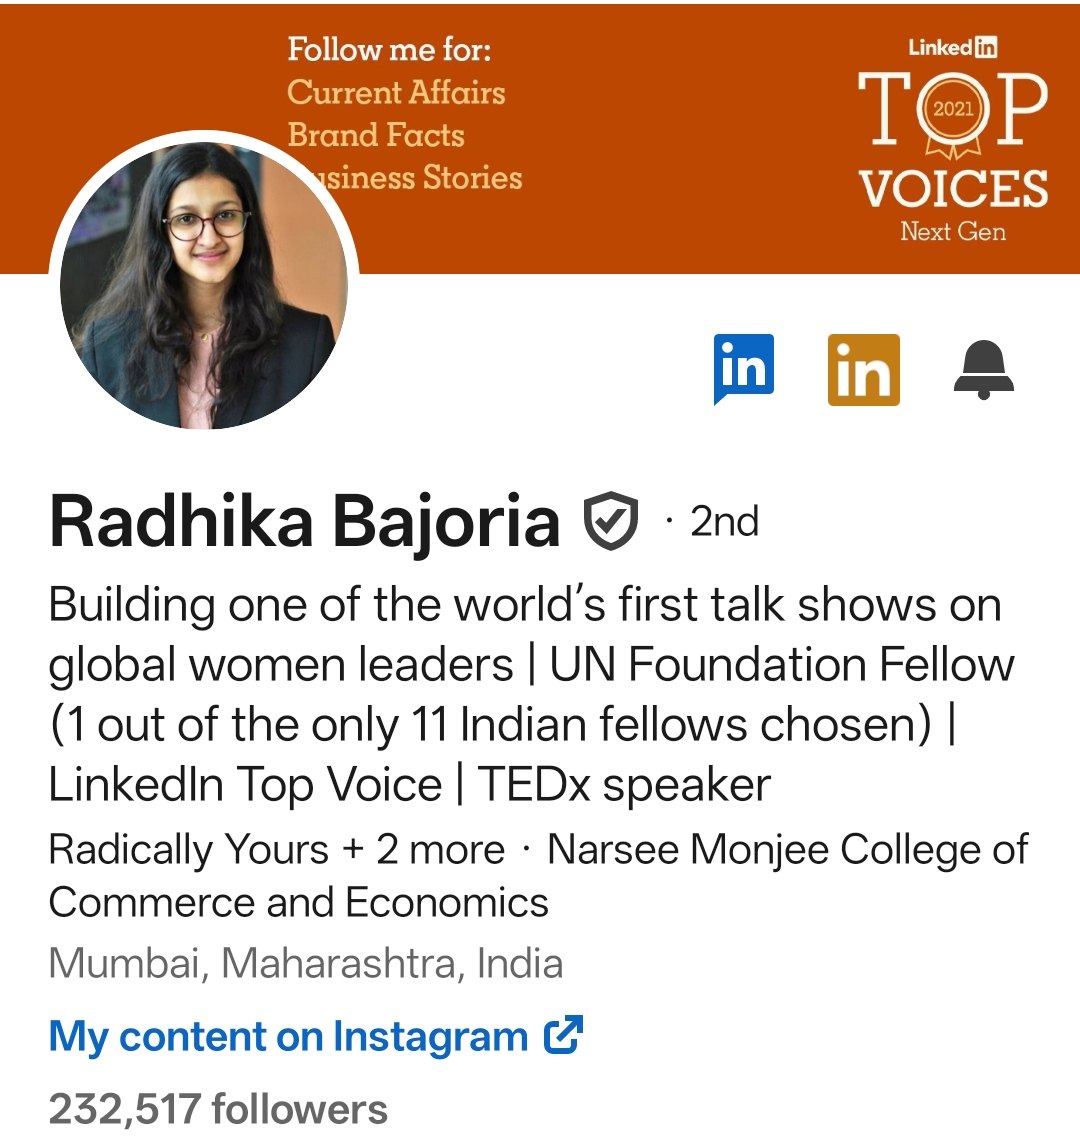 Follow me for:
Current Affairs
Brand Facts
usiness Stories
Linked in
TOP
2021
VOICES
Next Gen
in
in
Radhika Bajoria · 2nd
Building one of the world’s first talk shows on
global women leaders | UN Foundation Fellow
(1 out of the only 11 Indian fellows chosen) |
LinkedIn Top Voice | TEDx speaker
Radically Yours + 2 more · Narsee Monjee College of
Commerce and Economics
Mumbai, Maharashtra, India
My content on Instagram
232,517 followers